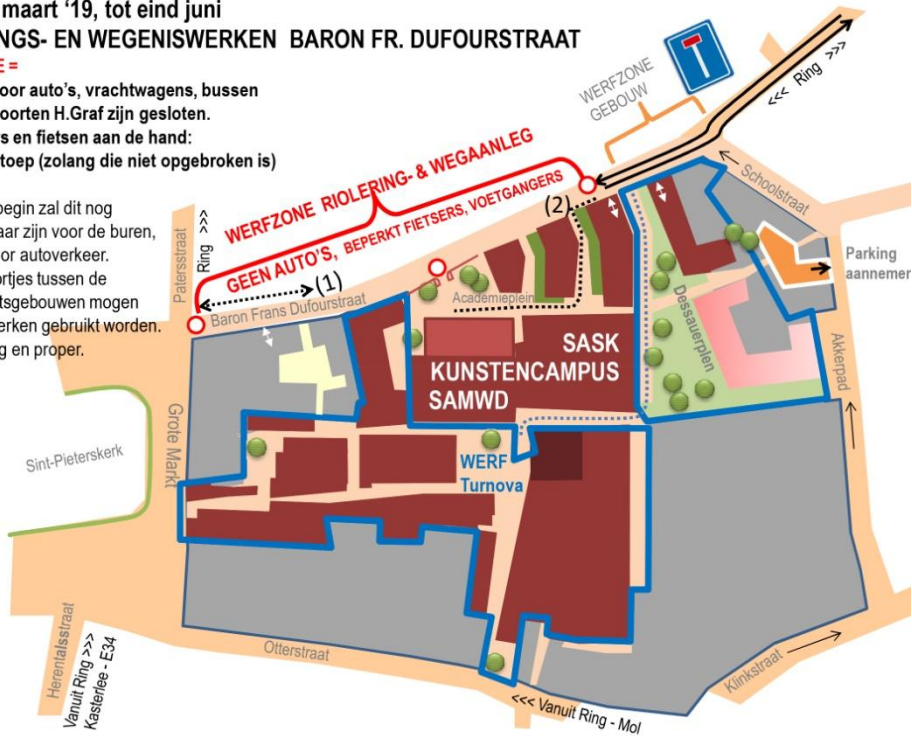 maart ‘19, tot eind juni
NGS- EN WEGENISWERKEN BARON FR. DUFOURSTRAAT
E =
oor auto’s, vrachtwagens, bussen
oorten H.Graf zijn gesloten.
rs en fietsen aan de hand:
toep (zolang die niet opgebroken is)
begin zal dit nog
aar zijn voor de buren,
or autoverkeer.
ortjes tussen de
tsgebouwen mogen
erken gebruikt worden.
g en proper.
WERFZONE
GEBOUW
<<< Ring >>>
WERFZONE RIOLERING- & WEGAANLEG
GEEN AUTO’S, BEPERKT FIETSERS, VOETGANGERS
(2)
(1)
Schoolstraat
Patersstraat
Ring >>>
Baron Frans Dufourstraat
Academieplein
Parking
aannemer
Dessauerplein
SASK
KUNSTENCAMPUS
SAMWD
Akkerpad
Grote Markt
Sint-Pieterskerk
WERF
Turnova
Otterstraat
Herentalsstraat
Vanuit Ring >>>
Kasterlee - E34
Klinkstraat
<<< Vanuit Ring - Mol